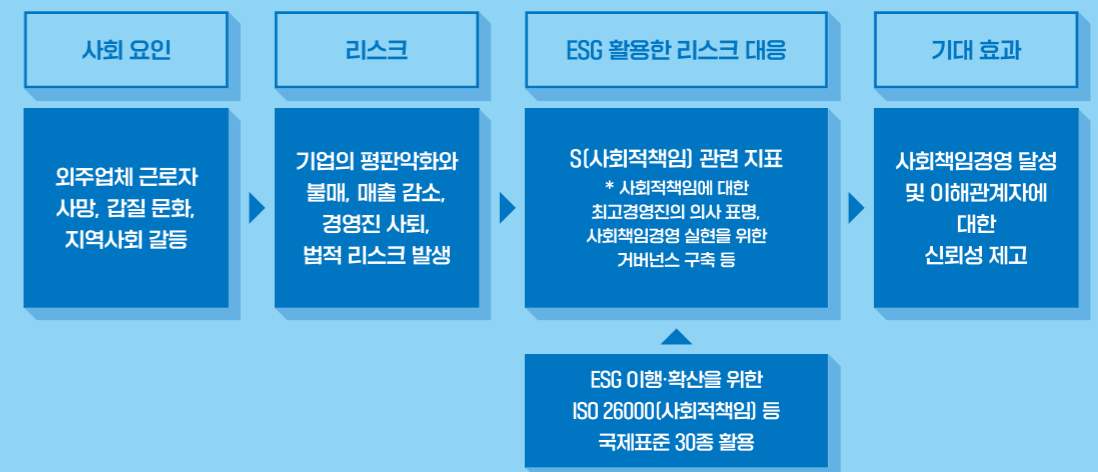 사회 요인
리스크
ESG 활용한 리스크 대응
기대 효과
외주업체 근로자
사망, 갑질 문화,
지역사회 갈등
기업의 평판악화와
불매, 매출 감소,
경영진 사퇴,
법적 리스크 발생
S(사회적책임) 관련 지표
* 사회적책임에 대한
최고경영진의 의사 표명,
사회책임경영 실현을 위한
거버넌스 구축 등
사회책임경영 달성
및 이해관계자에
대한
신뢰성 제고
ESG 이행·확산을 위한
ISO 26000(사회적책임) 등
국제표준 30종 활용